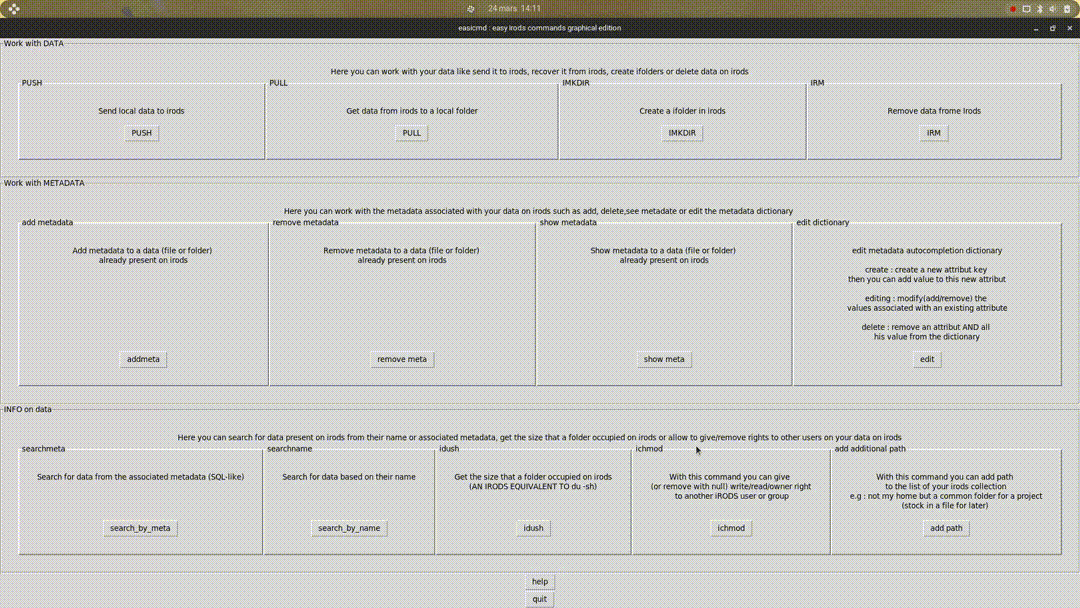 24 mars 14:11
easicmd : easy irods commands graphical edition
Work with DATA
Here you can work with your data like send it to irods, recover it from irods, create ifolders or delete data on irods
PUSH
PULL
IMKDIR
IRM
Send local data to irods
Get data from irods to a local folder
Create a ifolder in irods
Remove data frome Irods
PUSH
PULL
IMKDIR
IRM
Work with METADATA
Here you can work with the metadata associated with your data on irods such as add, delete,see metadate or edit the metadata dictionary
add metadata
remove metadata
show metadata
edit dictionary
Add metadata to a data (file or folder)
already present on irods
Remove metadata to a data (file or folder)
already present on irods
Show metadata to a data (file or folder)
already present on irods
edit metadata autocompletion dictionary
create : create a new attribut key
then you can add value to this new attribut
editing : modify(add/remove) the
values associated with an existing attribute
delete : remove an attribut AND all
his value from the dictionary
addmeta
remove meta
show meta
edit
INFO on data
Here you can search for data present on irods from their name or associated metadata, get the size that a folder occupied on irods or allow to give/remove rights to other users on your data on irods
searchmeta
searchname
idush
ichmod
add additional path
Search for data from the associated metadata (SQL-like)
Search for data based on their name
Get the size that a folder occupied on irods
(AN IRODS EQUIVALENT TO du -sh)
With this command you can give
(or remove with null) write/read/owner right
to another iRODS user or group
With this command you can add path
to the list of your irods collection
e.g : not my home but a common folder for a project
(stock in a file for later)
search_by_meta
search_by_name
idush
ichmod
add path
help
quit